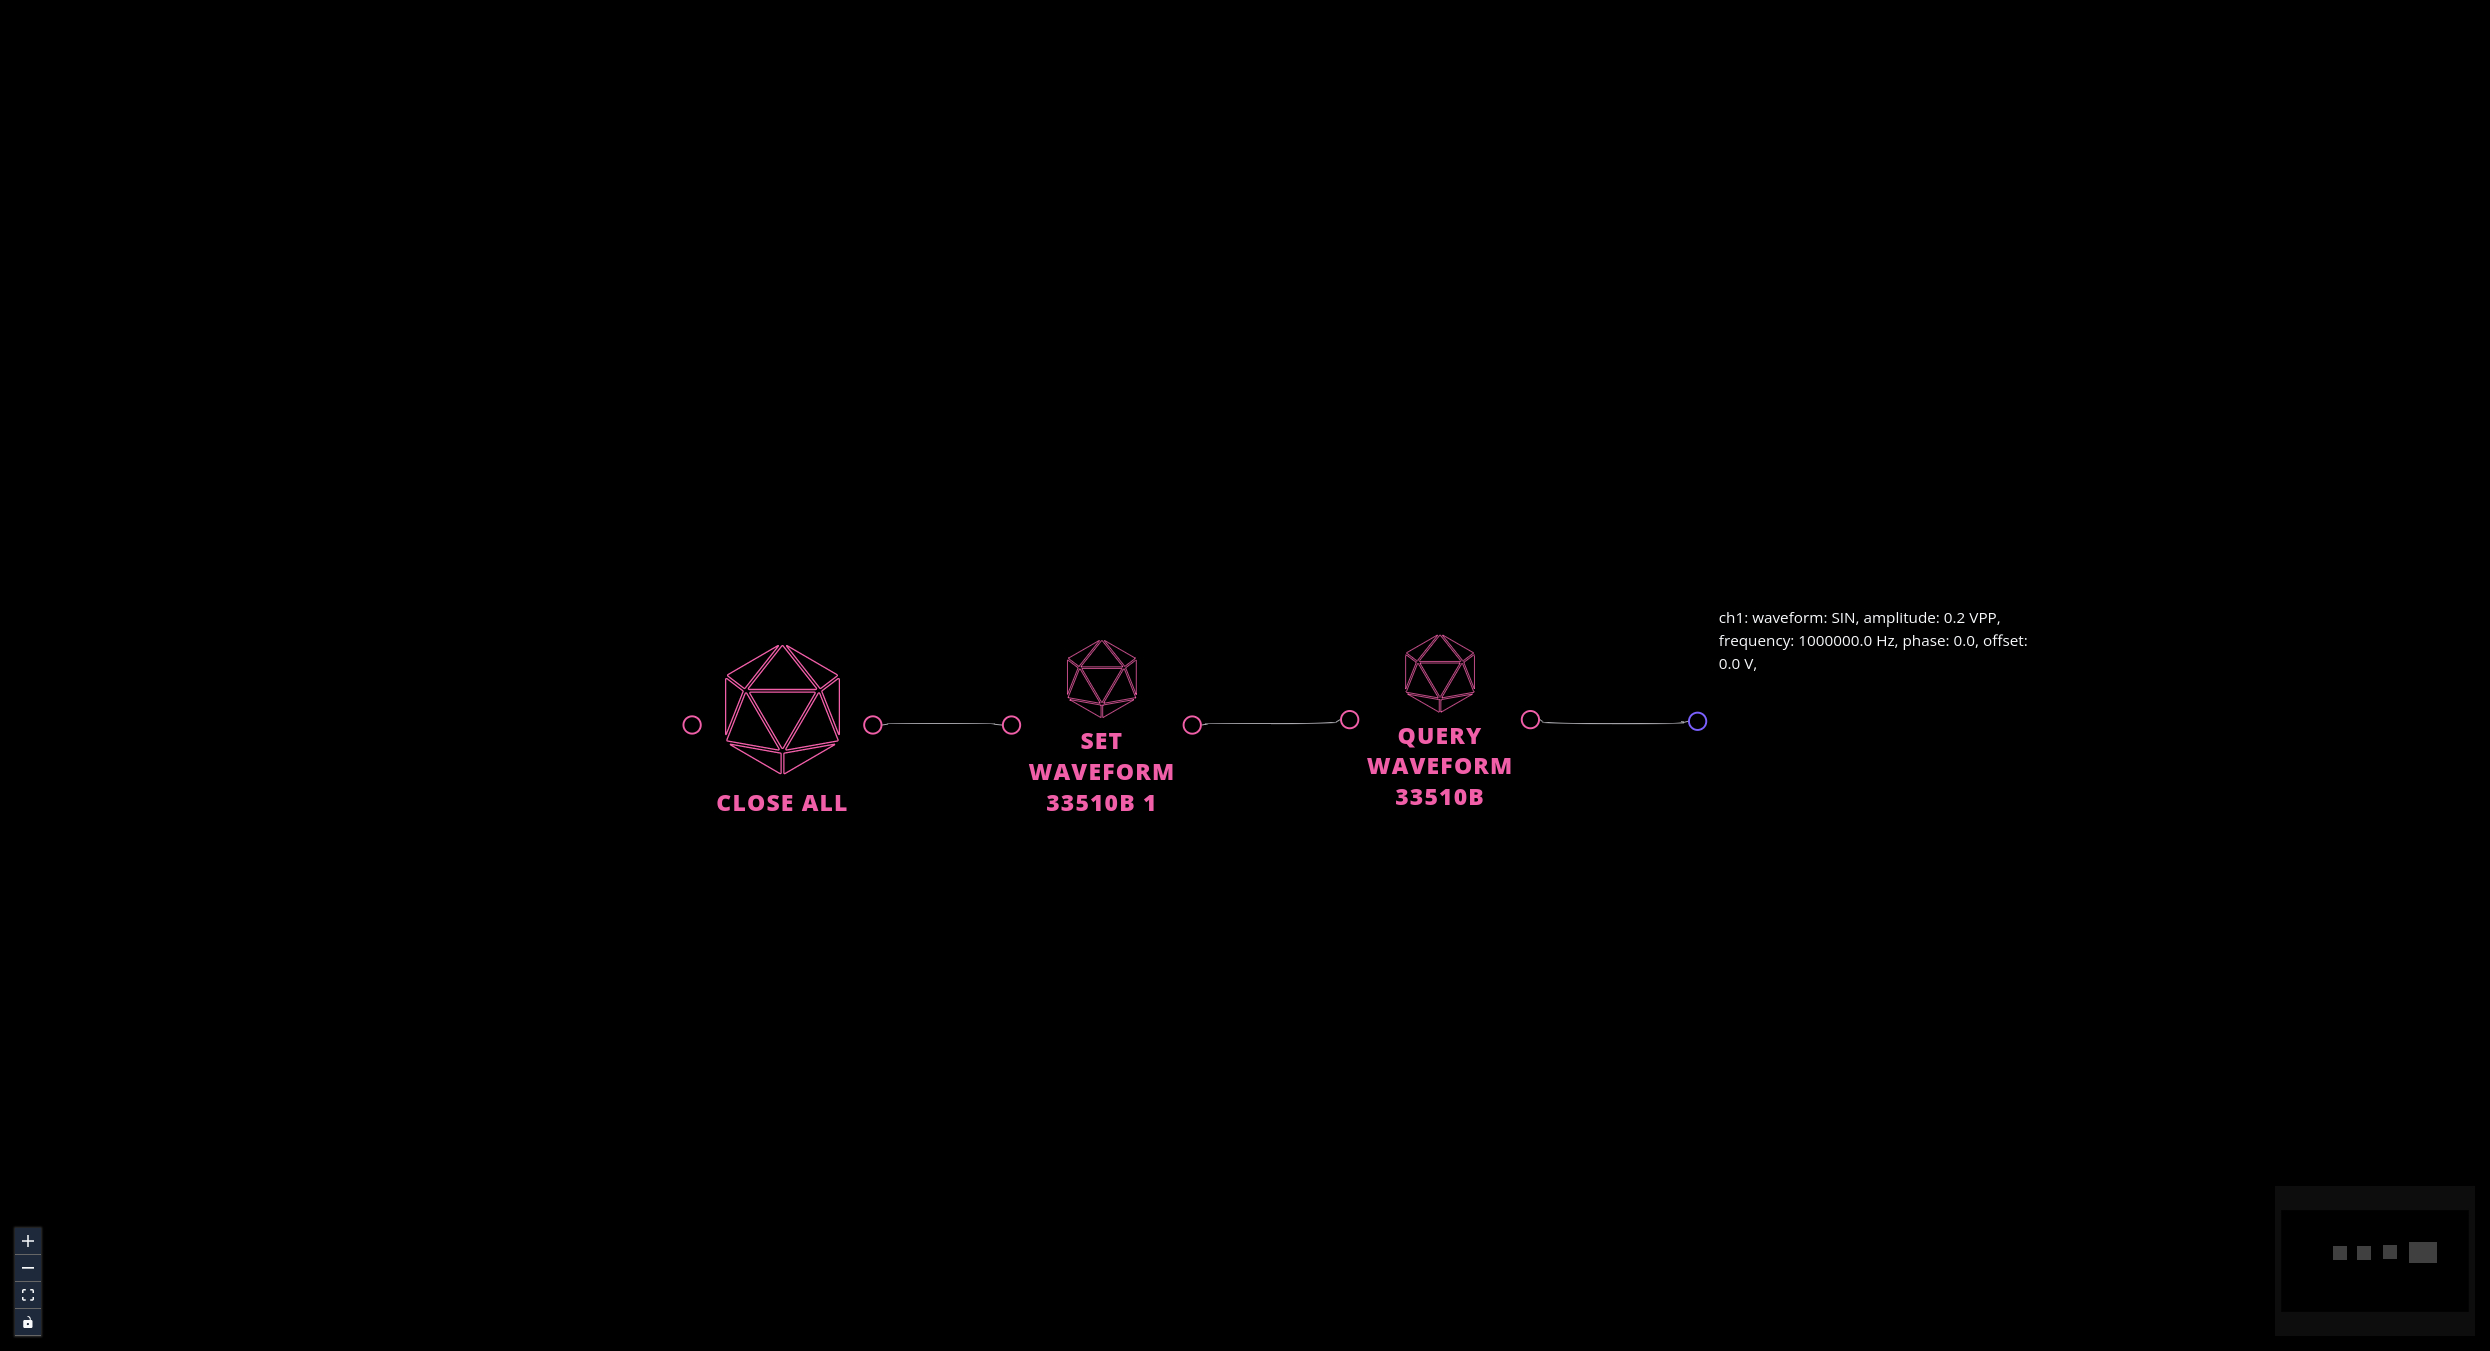 ch1: waveform: SIN, amplitude: 0.2 VPP,
frequency: 1000000.0 Hz, phase: 0.0, offset:
0.0 V,
CLOSE ALL
SET
WAVEFORM
33510B 1
QUERY
WAVEFORM
33510B